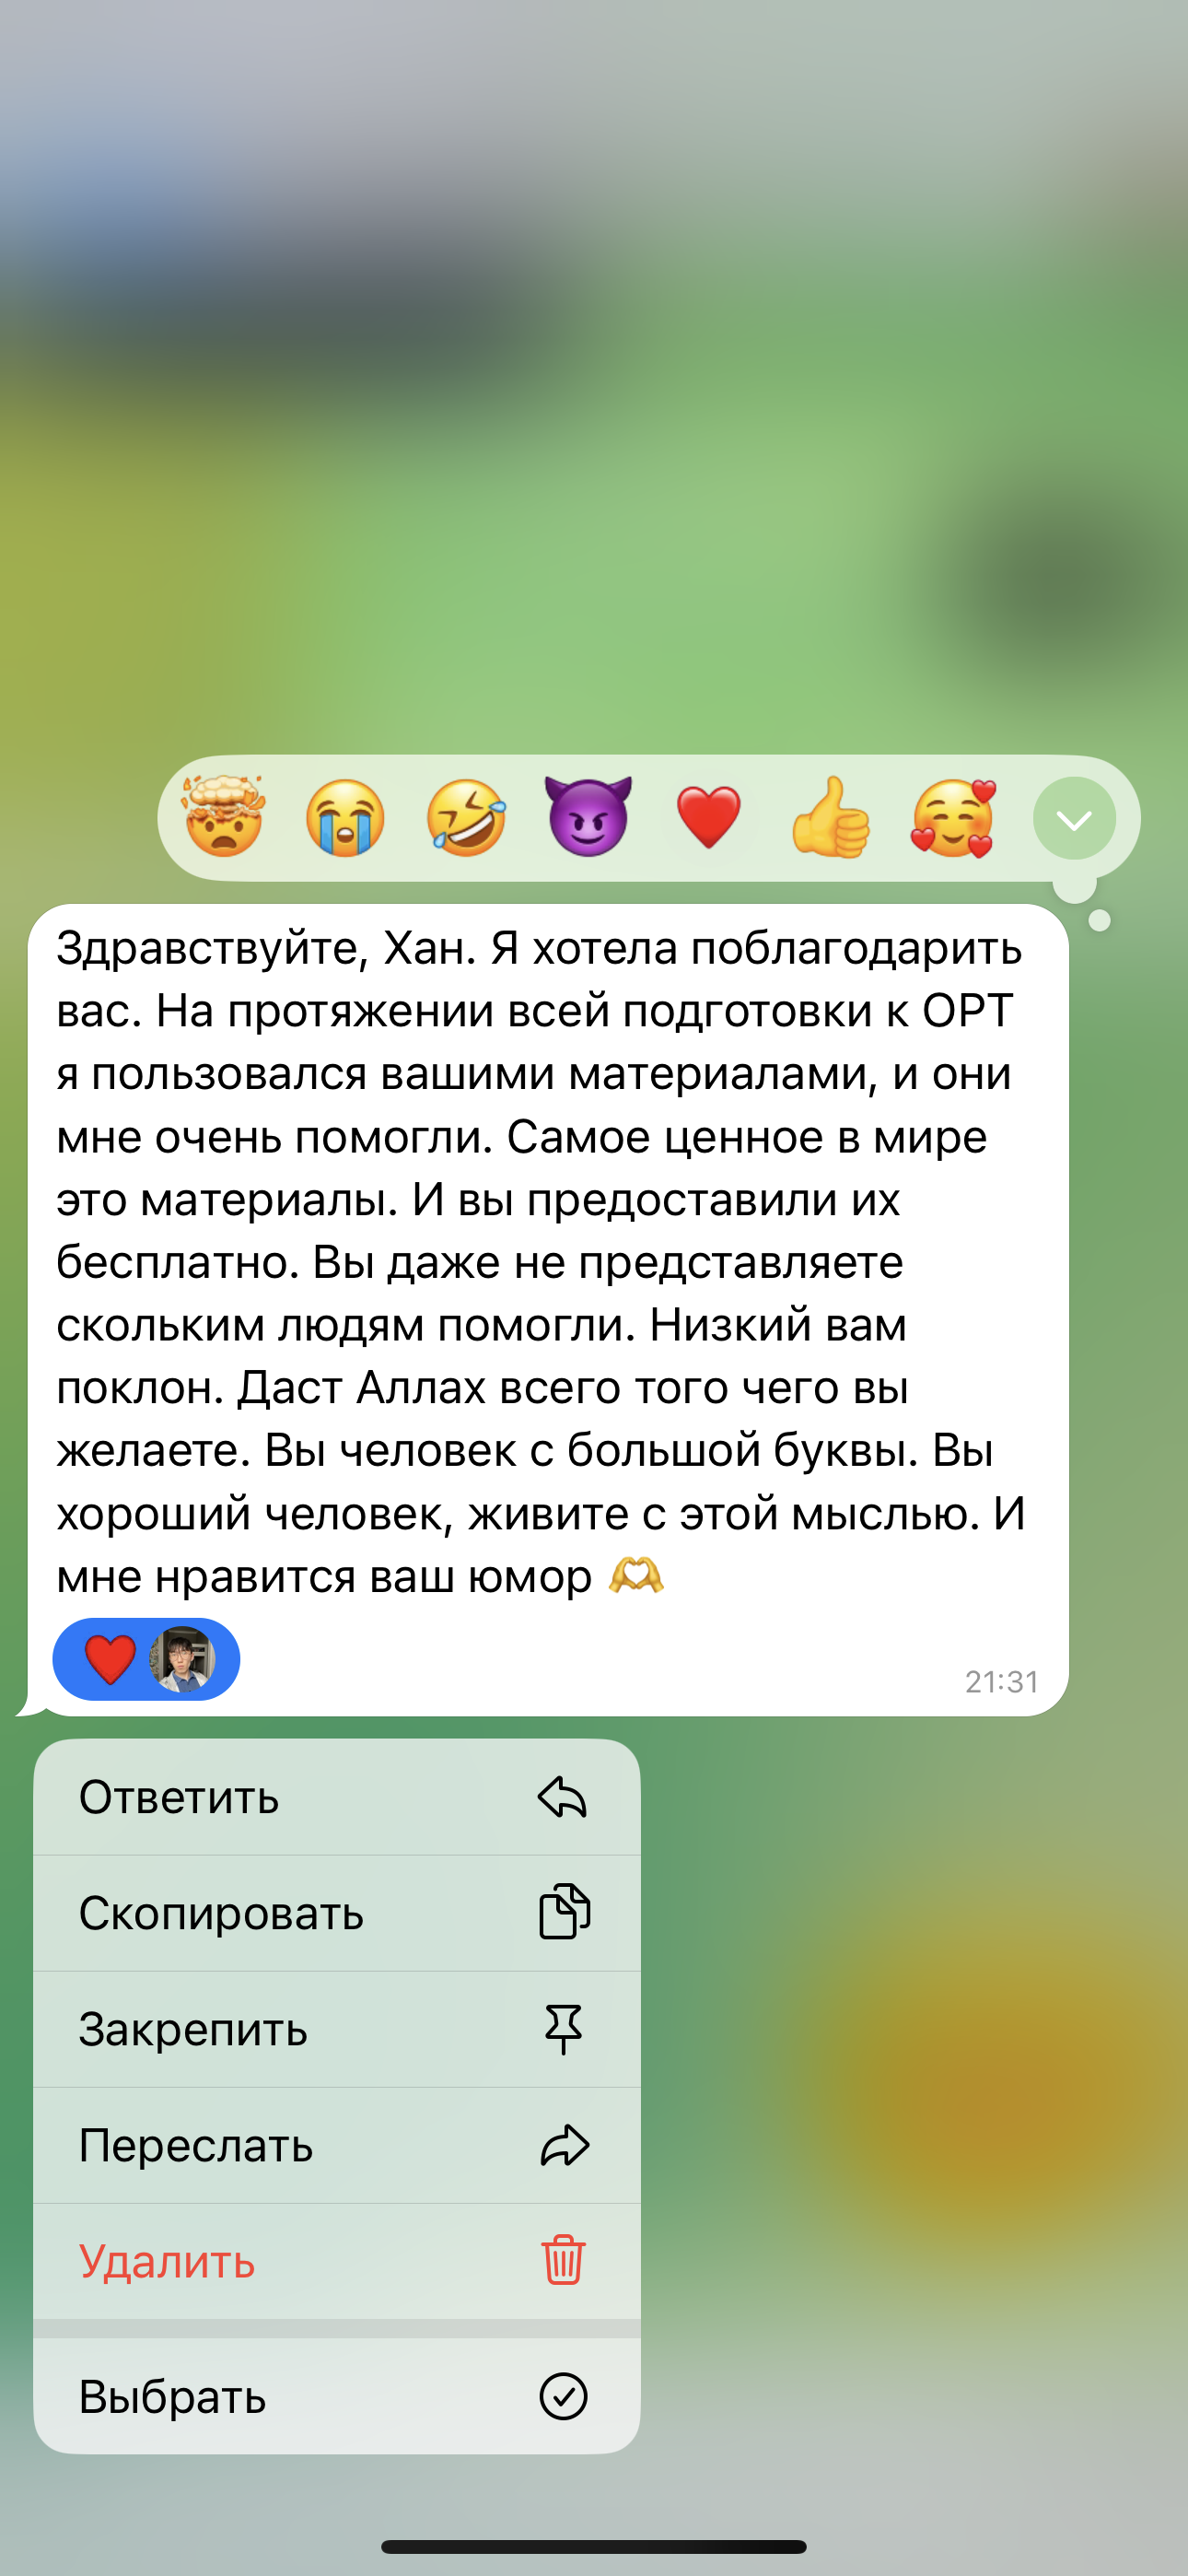 Здравствуйте, Хан. Я хотела поблагодарить
вас. На протяжении всей подготовки к ОРТ
я пользовался вашими материалами, и они
мне очень помогли. Самое ценное в мире
это материалы. И вы предоставили их
бесплатно. Вы даже не представляете
скольким людям помогли. Низкий вам
поклон. Даст Аллах всего того чего вы
желаете. Вы человек с большой буквы. Вы
хороший человек, живите с этой мыслью. И
мне нравится ваш юмор 🫶
21:31
Ответить
Скопировать
Закрепить
Переслать
Удалить
Выбрать